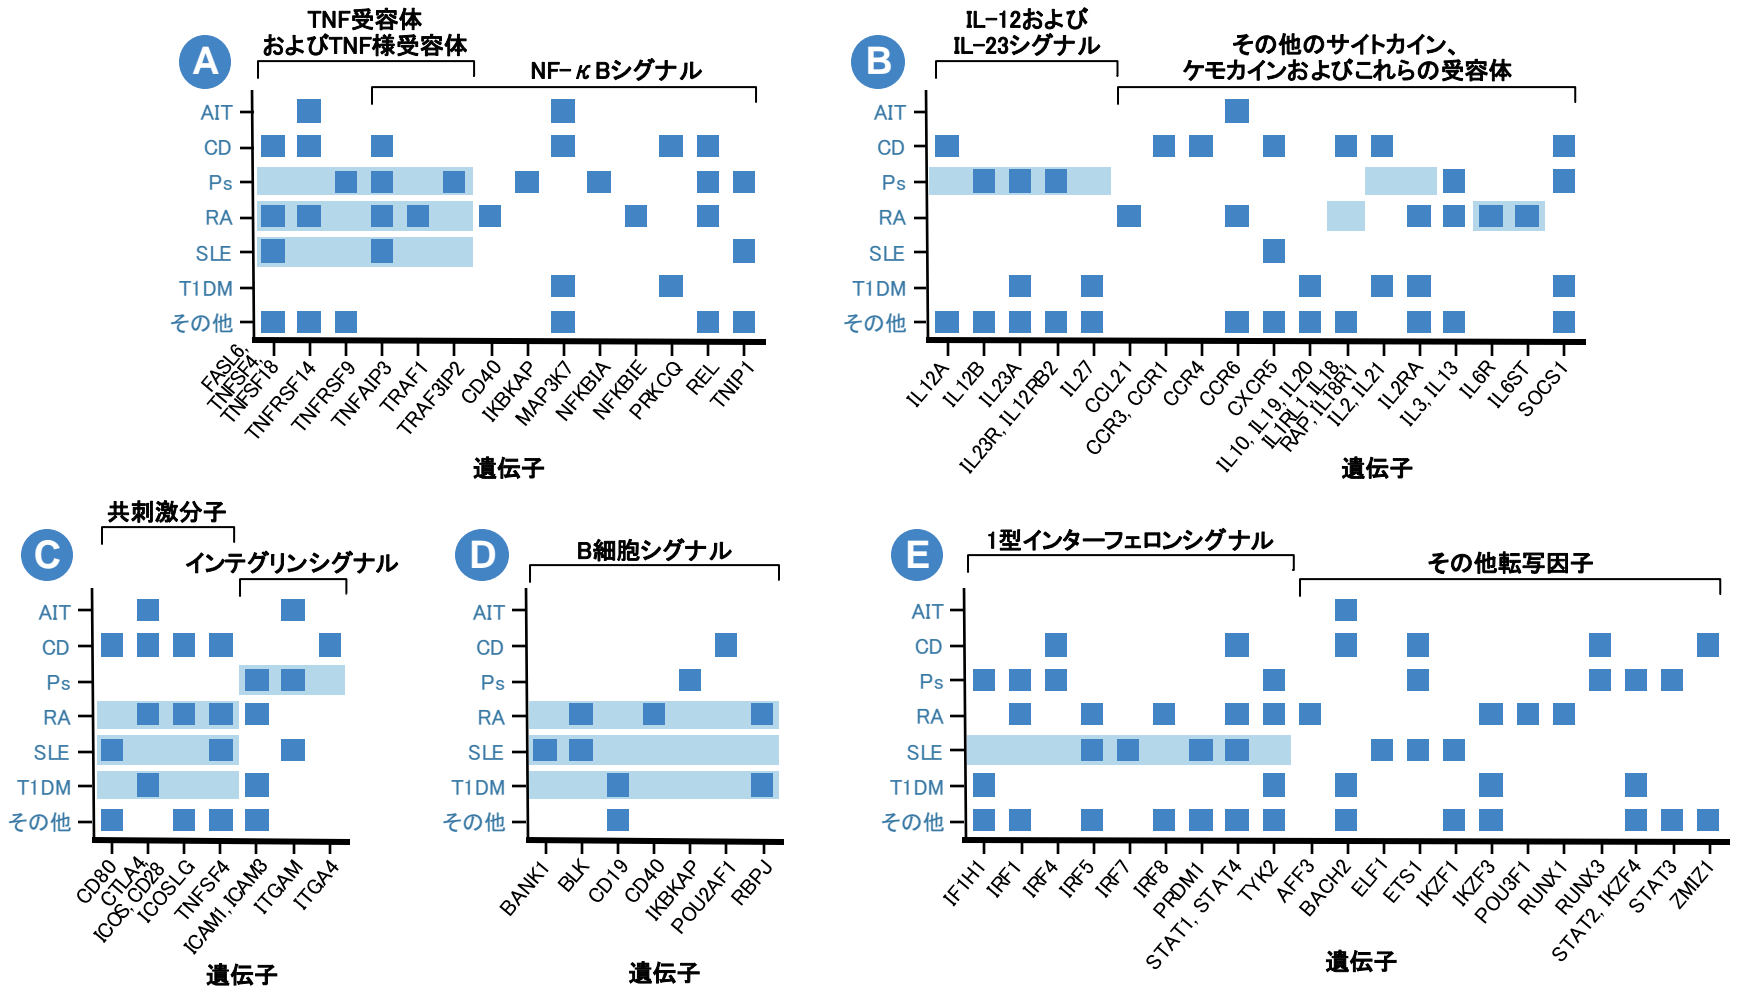 A
TNF受容体
およびTNF様受容体
NF-κBシグナル
AIT
CD
Ps
RA
SLE
T1DM
その他
FASL6,
TNFSF4,
TNFSF18
TNFRSF14
TNFRSF9
TNFAIP3
TRAF1
TRAF3IP2
CD40
IKBKAP
MAP3K7
NFKBIA
NFKBIE
PRKCQ
REL
TNIP1
遺伝子
B
IL-12および
IL-23シグナル
その他のサイトカイン、
ケモカインおよびこれらの受容体
AIT
CD
Ps
RA
SLE
T1DM
その他
IL12A
IL12B
IL23A
IL23R, IL12RB2
IL27
CCL21
CCR3, CCR1
CCR4
CCR6
CXCR5
IL10, IL19, IL20
IL1RL1, IL18,
RAP, IL18R1
IL2, IL21
IL2RA
IL3, IL13
IL6R
IL6ST
SOCS1
遺伝子
C
共刺激分子
インテグリンシグナル
AIT
CD
Ps
RA
SLE
T1DM
その他
CD80
CTLA4,
ICOS, CD28
ICOSLG
TNFSF4
ICAM1, ICAM3
ITGAM
ITGA4
遺伝子
D
B細胞シグナル
AIT
CD
Ps
RA
SLE
T1DM
その他
BANK1
BLK
CD19
CD40
IKBKAP
POU2AF1
RBPJ
遺伝子
E
1型インターフェロンシグナル
その他転写因子
AIT
CD
Ps
RA
SLE
T1DM
その他
IF1H1
IRF1
IRF4
IRF5
IRF7
IRF8
PRDM1
STAT1, STAT4
TYK2
AFF3
BACH2
ELF1
ETS1
IKZF1
IKZF3
POU3F1
RUNX1
RUNX3
STAT2, IKZF4
STAT3
ZMIZ1
遺伝子